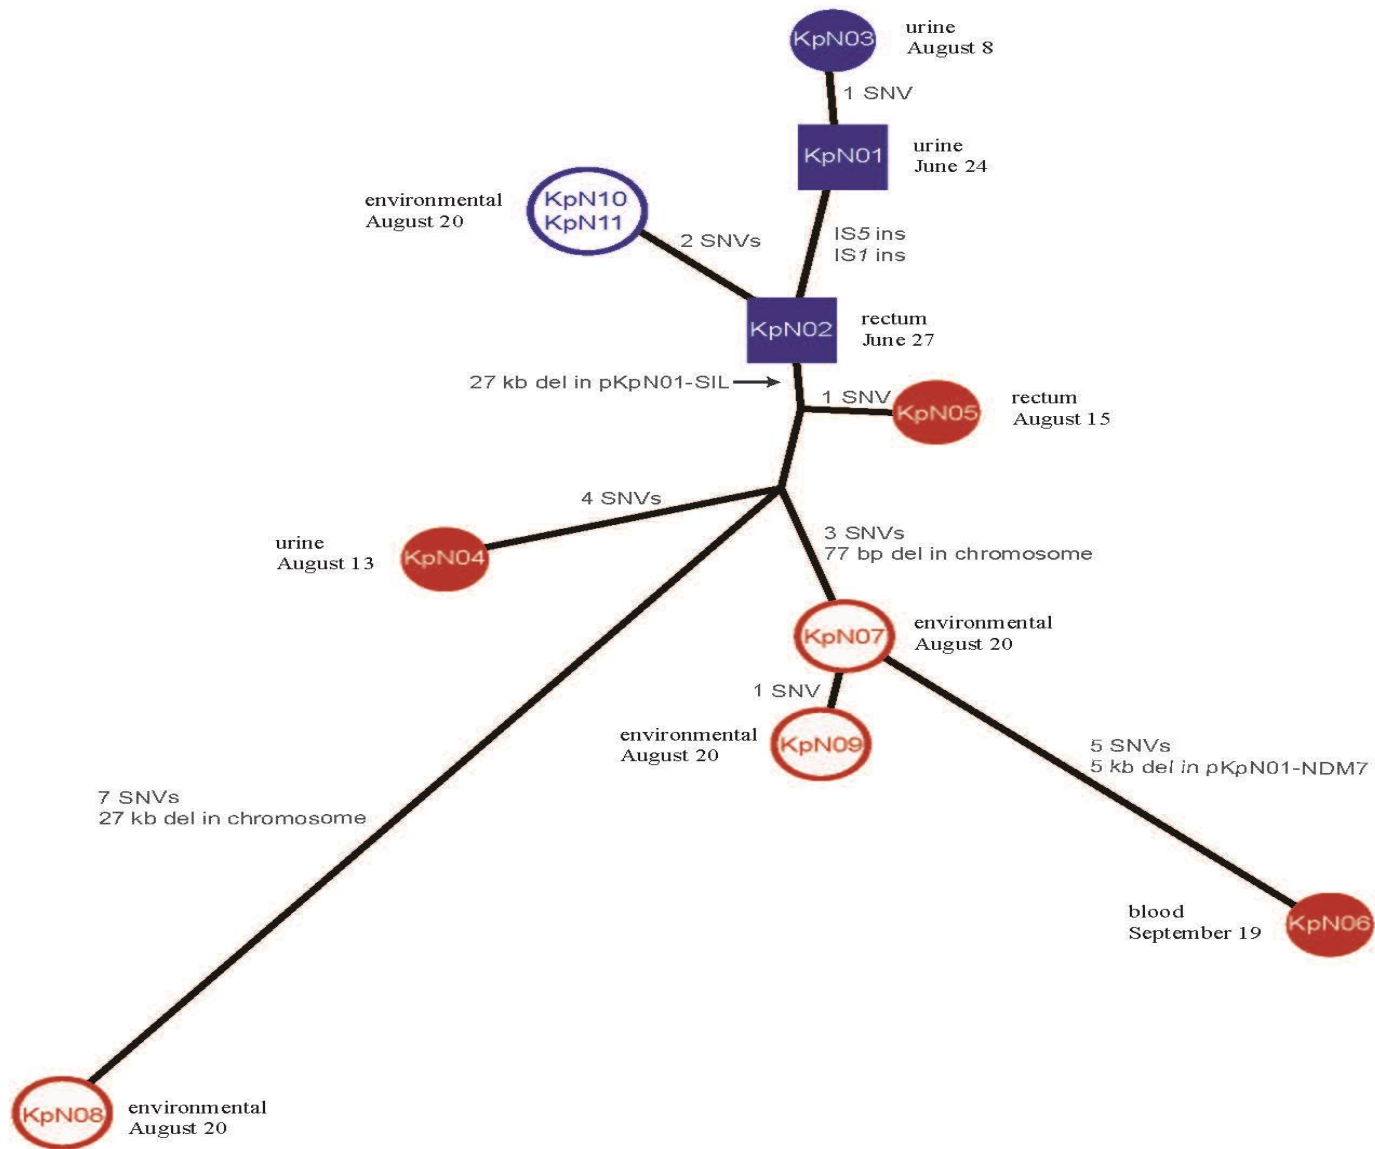 KpN03
urine
August 8
1 SNV
KpN01
urine
June 24
environmental
August 20
KpN10
KpN11
2 SNVs
IS5 ins
IS1 ins
KpN02
rectum
June 27
27 kb del in pKpN01-SIL
1 SNV
KpN05
rectum
August 15
4 SNVs
urine
August 13
KpN04
3 SNVs
77 bp del in chromosome
KpN07
environmental
August 20
1 SNV
environmental
August 20
KpN09
5 SNVs
5 kb del in pKpN01-NDM7
7 SNVs
27 kb del in chromosome
blood
September 19
KpN06
KpN08
environmental
August 20